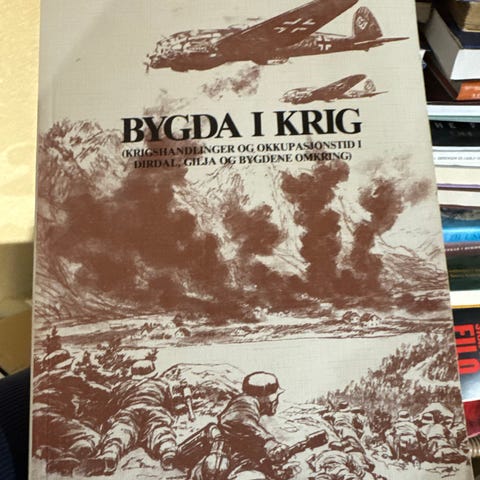 BYGDA I KRIG
(KRIGSHANDLINGER OG OKKUPASJONSTID I
DIRDAL, GILJA OG BYGDENE OMKRING)